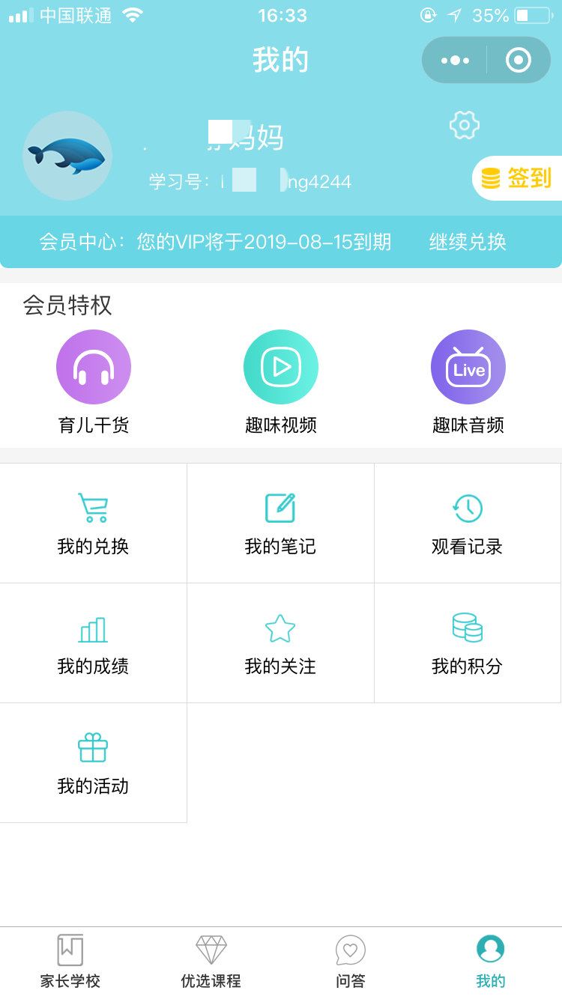 中国联通 16:33 35%
我的
妈妈
学习号： ng4244
签到
会员中心：您的VIP将于2019-08-15到期 继续兑换
会员特权
Live
育儿干货 趣味视频 趣味音频
我的兑换 我的笔记 观看记录
我的成绩 我的关注 我的积分
我的活动
家长学校 优选课程 问答 我的